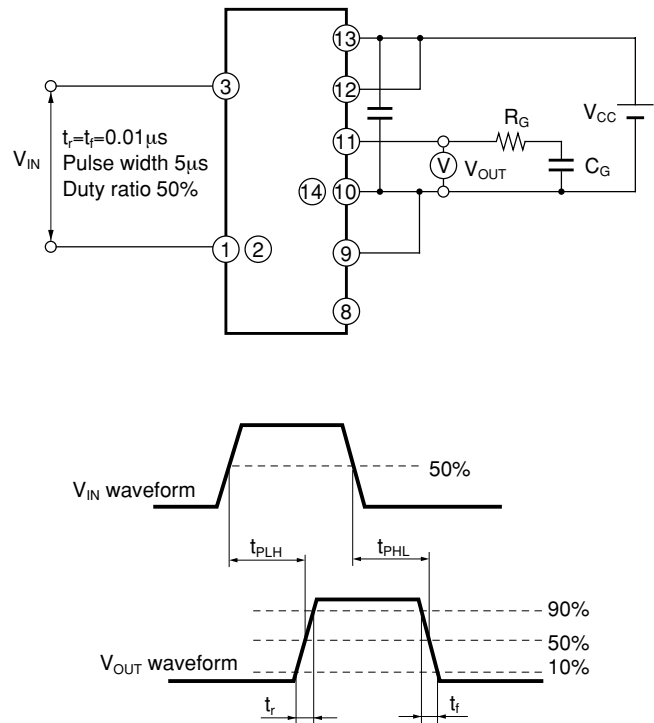 13
3
12
V_CC
t_r=t_f=0.01μs
Pulse width 5μs
Duty ratio 50%
V_IN
11
R_G
V
V_OUT
C_G
14
10
1
2
9
8
50%
V_IN waveform
t_PLH
t_PHL
90%
50%
10%
V_OUT waveform
t_r
t_f